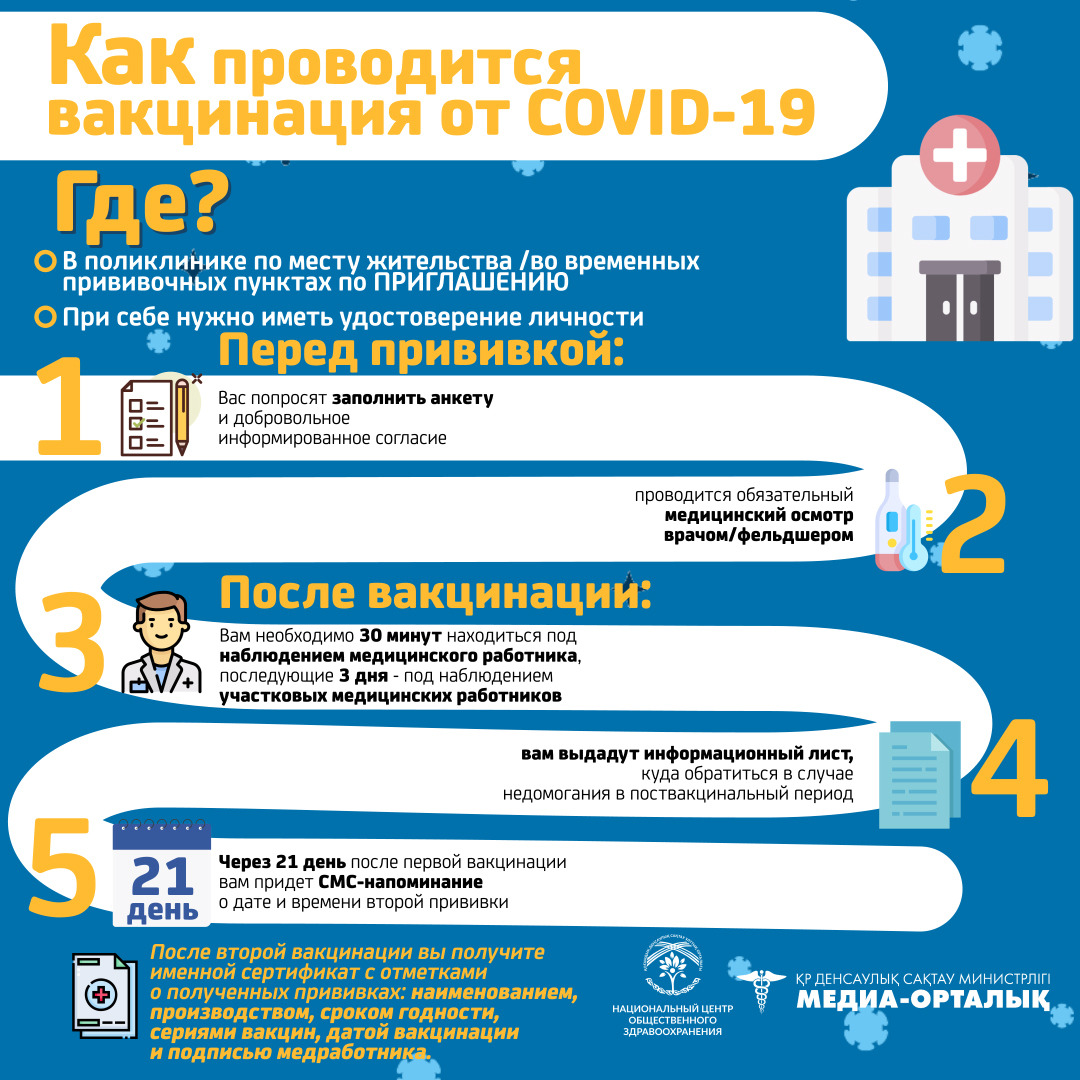 Как проводится
вакцинация от COVID-19
Где?
В поликлинике по месту жительства /во временных
прививочных пунктах по ПРИГЛАШЕНИЮ
При себе нужно иметь удостоверение личности
Перед прививкой:
1
Вас попросят заполнить анкету
и добровольное
информированное согласие
2
проводится обязательный
медицинский осмотр
врачом/фельдшером
После вакцинации:
3
Вам необходимо 30 минут находиться под
наблюдением медицинского работника,
последующие 3 дня - под наблюдением
участковых медицинских работников
4
вам выдадут информационный лист,
куда обратиться в случае
недомогания в поствакцинальный период
5
21
день
Через 21 день после первой вакцинации
вам придет СМС-напоминание
о дате и времени второй прививки
После второй вакцинации вы получите
именной сертификат с отметками
о полученных прививках: наименованием,
производством, сроком годности,
сериями вакцин, датой вакцинации
и подписью медработника.
НАЦИОНАЛЬНЫЙ ЦЕНТР
ОБЩЕСТВЕННОГО
ЗДРАВООХРАНЕНИЯ
ҚР ДЕНСАУЛЫҚ САҚТАУ МИНИСТРЛІГІ
МЕДИА-ОРТАЛЫҚ